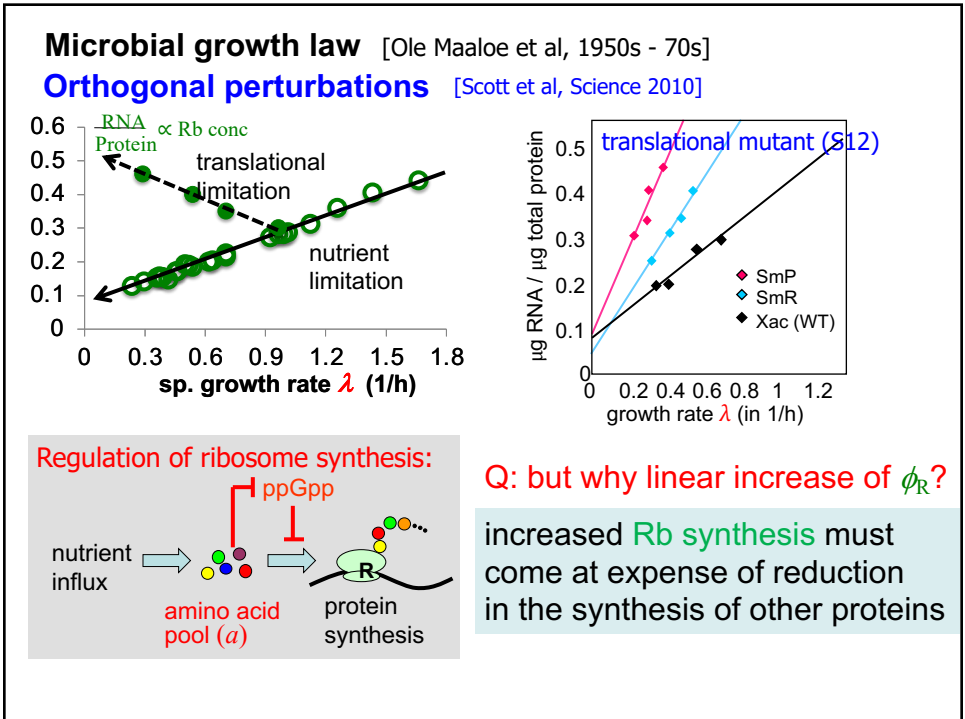 Microbial growth law [Ole Maaloe et al, 1950s - 70s]
Orthogonal perturbations [Scott et al, Science 2010]
0.6
0.5
0.4
0.3
0.2
0.1
0
RNA
Protein
∝ Rb conc
translational
limitation
nutrient
limitation
0 0.3 0.6 0.9 1.2 1.5 1.8
sp. growth rate λ (1/h)
translational mutant (S12)
μg RNA / μg total protein
0.5
0.3
0.2
0.1
0
SmP
SmR
Xac (WT)
0 0.2 0.4 0.6 0.8 1 1.2
growth rate λ (in 1/h)
Regulation of ribosome synthesis:
ppGpp
nutrient
influx
R
amino acid
pool (a)
protein
synthesis
Q: but why linear increase of ϕR?
increased Rb synthesis must
come at expense of reduction
in the synthesis of other proteins